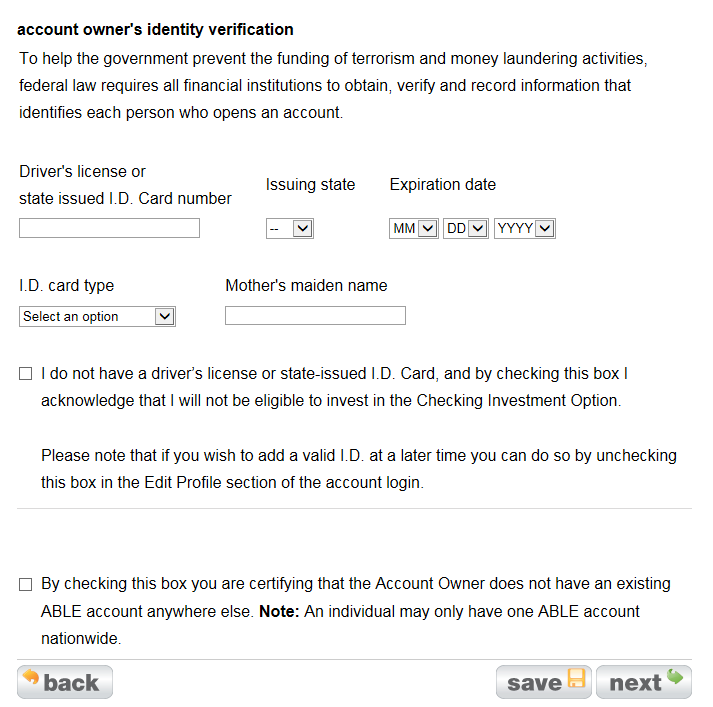 account owner's identity verification
To help the government prevent the funding of terrorism and money laundering activities,
federal law requires all financial institutions to obtain, verify and record information that
identifies each person who opens an account.
Driver's license or
state issued I.D. Card number
Issuing state
Expiration date
--
MM DD YYYY
I.D. card type
Mother's maiden name
Select an option
I do not have a driver’s license or state-issued I.D. Card, and by checking this box I
acknowledge that I will not be eligible to invest in the Checking Investment Option.
Please note that if you wish to add a valid I.D. at a later time you can do so by unchecking
this box in the Edit Profile section of the account login.
By checking this box you are certifying that the Account Owner does not have an existing
ABLE account anywhere else. Note: An individual may only have one ABLE account
nationwide.
back save next